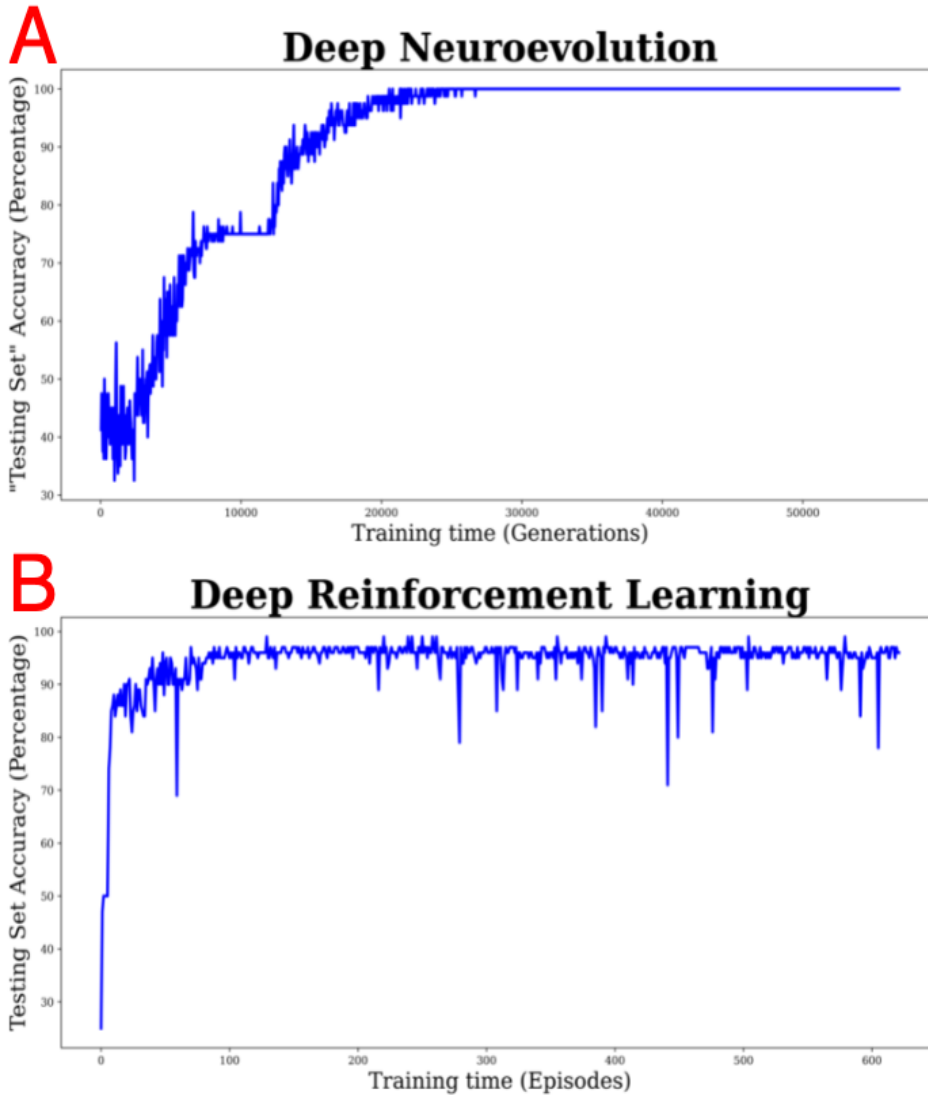 A
Deep Neuroevolution
"Testing Set" Accuracy (Percentage)
100
90
80
70
60
50
40
30
0 10000 20000 30000 40000 50000
Training time (Generations)
B
Deep Reinforcement Learning
Testing Set Accuracy (Percentage)
100
90
80
70
60
50
40
30
0 100 200 300 400 500 600
Training time (Episodes)